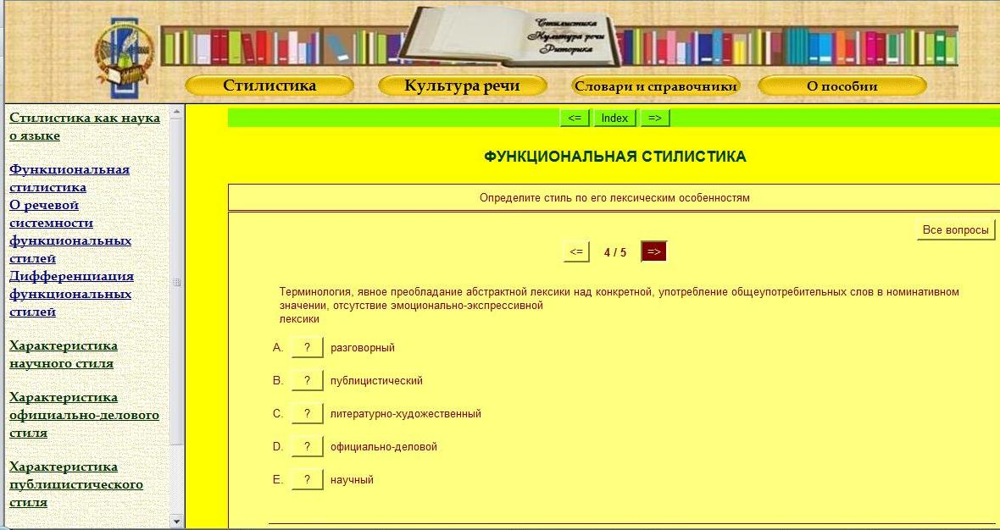 Стилистика
Культура речи
Риторика
Стилистика
Культура речи
Словари и справочники
О пособии
Стилистика как наука
о языке
Функциональная
стилистика
О речевой
системности
функциональных
стилей
Дифференциация
функциональных
стилей
Характеристика
научного стиля
Характеристика
официально-делового
стиля
Характеристика
публицистического
стиля
<=
Index
=>
ФУНКЦИОНАЛЬНАЯ СТИЛИСТИКА
Определите стиль по его лексическим особенностям
Все вопросы
<= 4 / 5 =>
Терминология, явное преобладание абстрактной лексики над конкретной, употребление общеупотребительных слов в номинативном
значении, отсутствие эмоционально-экспрессивной
лексики
A. ? разговорный
B. ? публицистический
C. ? литературно-художественный
D. ? официально-деловой
E. ? научный